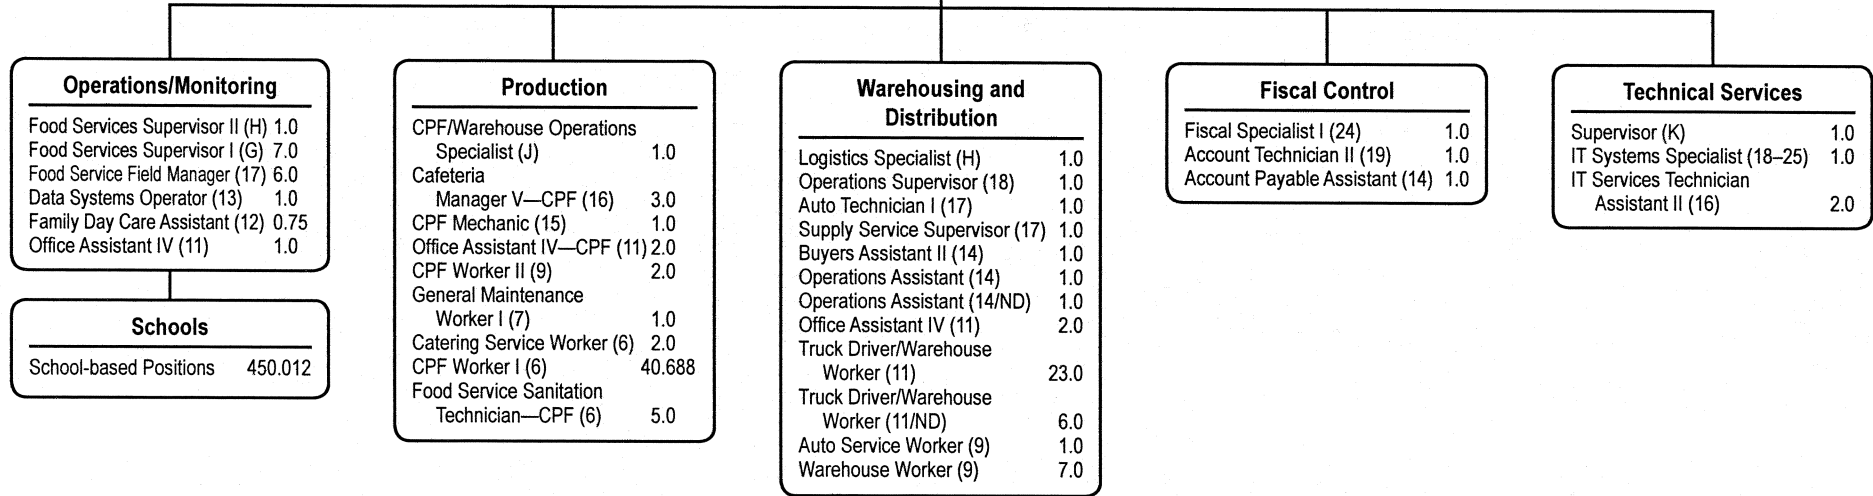 Operations/Monitoring
Food Services Supervisor II (H) 1.0
Food Services Supervisor I (G) 7.0
Food Service Field Manager (17) 6.0
Data Systems Operator (13) 1.0
Family Day Care Assistant (12) 0.75
Office Assistant IV (11) 1.0
Schools
School-based Positions 450.012
Production
CPF/Warehouse Operations
Specialist (J) 1.0
Cafeteria
Manager V—CPF (16) 3.0
CPF Mechanic (15) 1.0
Office Assistant IV—CPF (11) 2.0
CPF Worker II (9) 2.0
General Maintenance
Worker I (7) 1.0
Catering Service Worker (6) 2.0
CPF Worker I (6) 40.688
Food Service Sanitation
Technician—CPF (6) 5.0
Warehousing and
Distribution
Logistics Specialist (H) 1.0
Operations Supervisor (18) 1.0
Auto Technician I (17) 1.0
Supply Service Supervisor (17) 1.0
Buyers Assistant II (14) 1.0
Operations Assistant (14) 1.0
Operations Assistant (14/ND) 1.0
Office Assistant IV (11) 2.0
Truck Driver/Warehouse
Worker (11) 23.0
Truck Driver/Warehouse
Worker (11/ND) 6.0
Auto Service Worker (9) 1.0
Warehouse Worker (9) 7.0
Fiscal Control
Fiscal Specialist I (24) 1.0
Account Technician II (19) 1.0
Account Payable Assistant (14) 1.0
Technical Services
Supervisor (K) 1.0
IT Systems Specialist (18–25) 1.0
IT Services Technician
Assistant II (16) 2.0